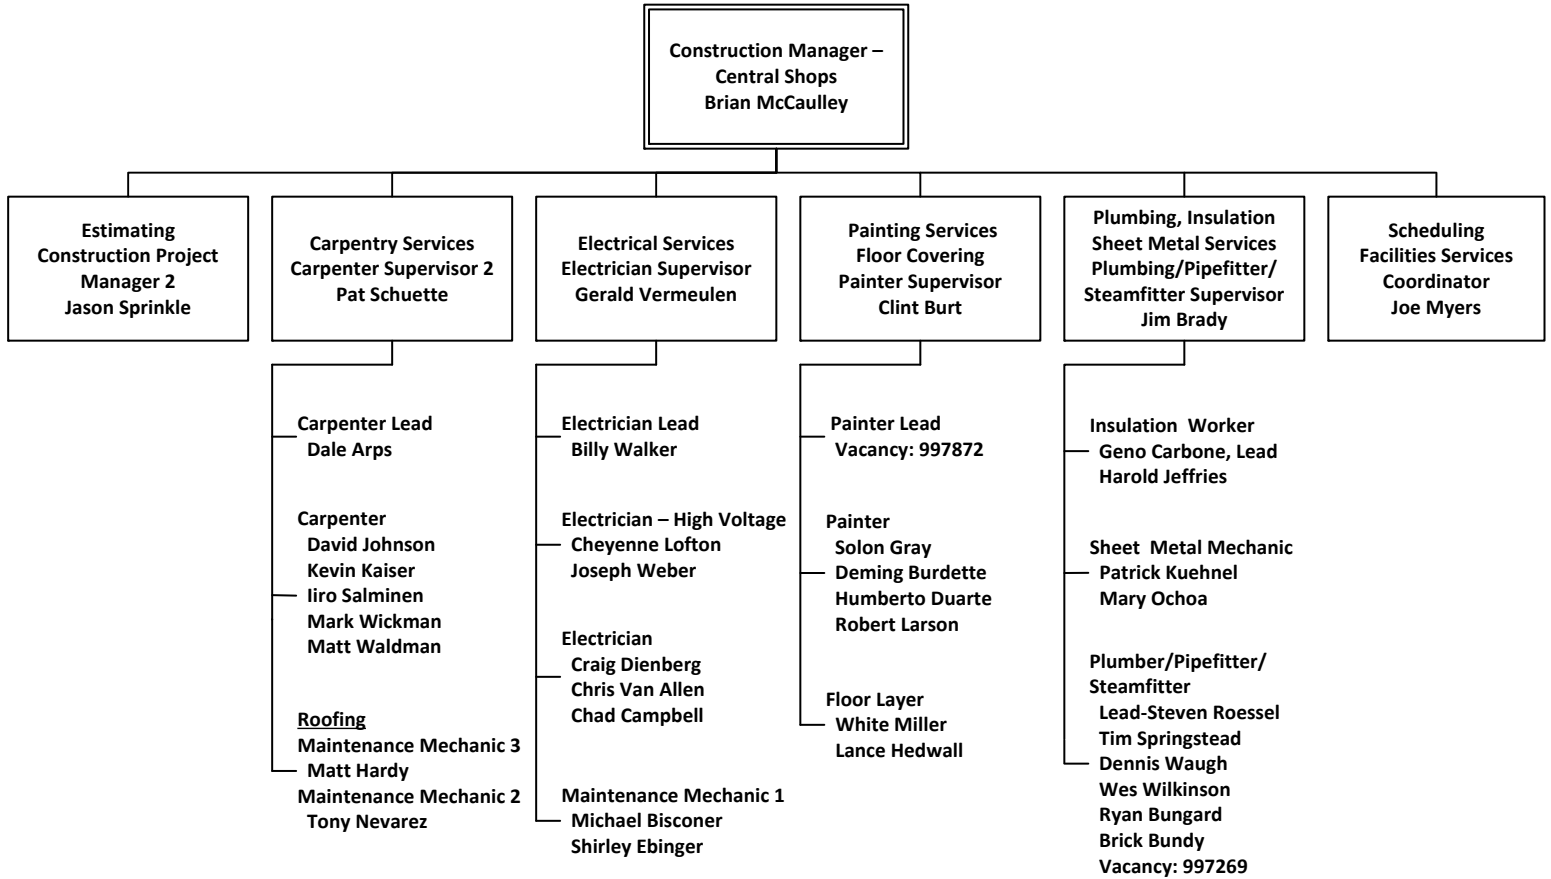 Construction Manager –
Central Shops
Brian McCaulley
Estimating
Construction Project
Manager 2
Jason Sprinkle
Carpentry Services
Carpenter Supervisor 2
Pat Schuette
Electrical Services
Electrician Supervisor
Gerald Vermeulen
Painting Services
Floor Covering
Painter Supervisor
Clint Burt
Plumbing, Insulation
Sheet Metal Services
Plumbing/Pipefitter/
Steamfitter Supervisor
Jim Brady
Scheduling
Facilities Services
Coordinator
Joe Myers
Carpenter Lead
Dale Arps
Carpenter
David Johnson
Kevin Kaiser
Iiro Salminen
Mark Wickman
Matt Waldman
Roofing
Maintenance Mechanic 3
Matt Hardy
Maintenance Mechanic 2
Tony Nevarez
Electrician Lead
Billy Walker
Electrician – High Voltage
Cheyenne Lofton
Joseph Weber
Electrician
Craig Dienberg
Chris Van Allen
Chad Campbell
Maintenance Mechanic 1
Michael Bisconer
Shirley Ebinger
Painter Lead
Vacancy: 997872
Painter
Solon Gray
Deming Burdette
Humberto Duarte
Robert Larson
Floor Layer
White Miller
Lance Hedwall
Insulation Worker
Geno Carbone, Lead
Harold Jeffries
Sheet Metal Mechanic
Patrick Kuehnel
Mary Ochoa
Plumber/Pipefitter/
Steamfitter
Lead-Steven Roessel
Tim Springstead
Dennis Waugh
Wes Wilkinson
Ryan Bungard
Brick Bundy
Vacancy: 997269